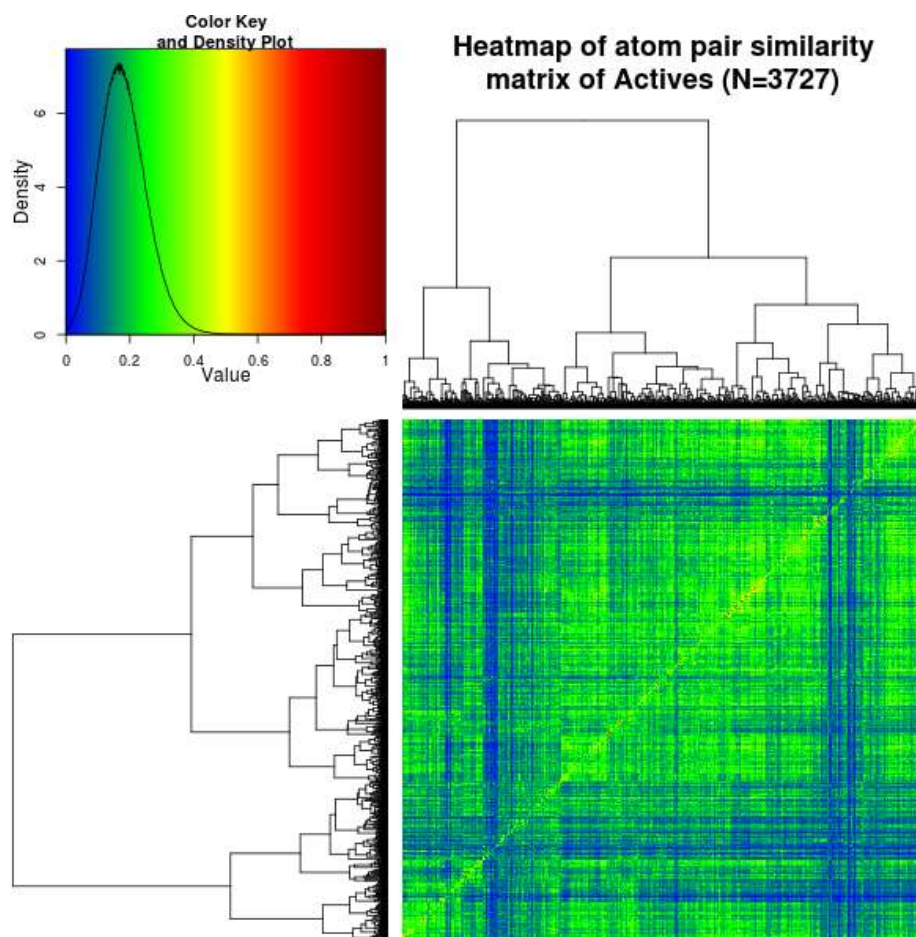 Color Key
and Density Plot
Heatmap of atom pair similarity
matrix of Actives (N=3727)
Density
6
4
2
0
0 0.2 0.4 0.6 0.8 1
Value